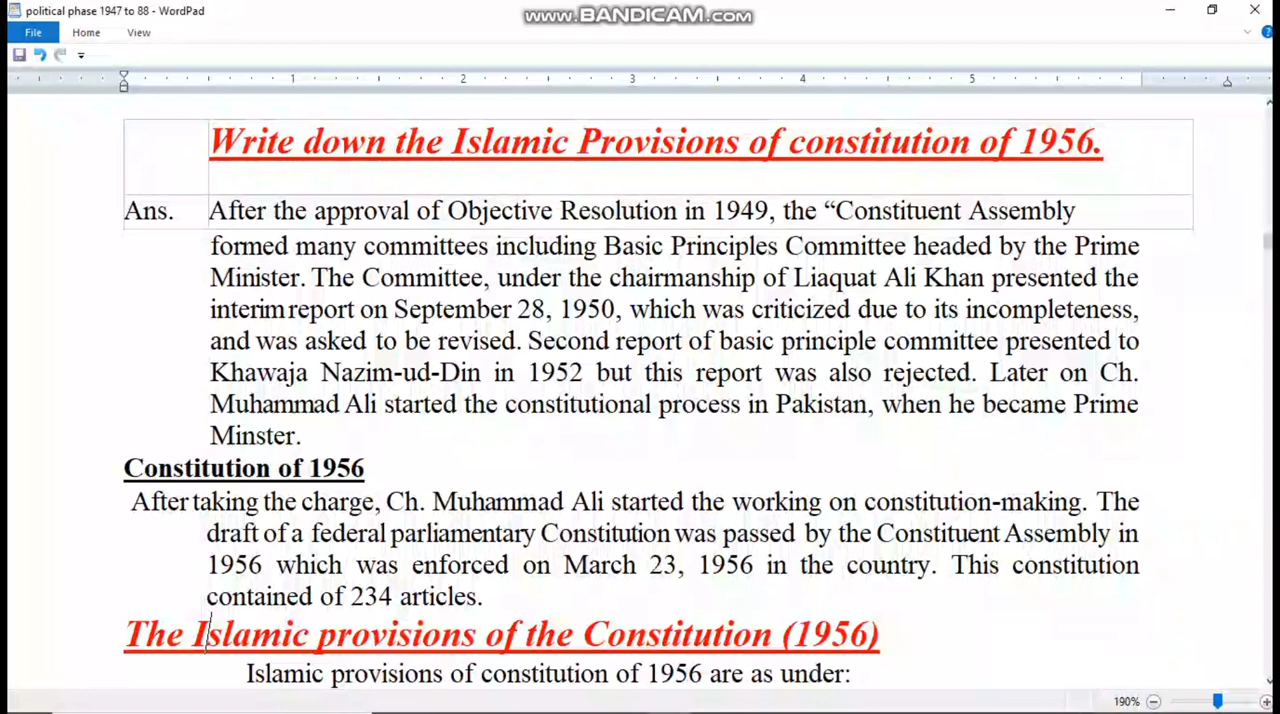 political phase 1947 to 88 - WordPad
www.BANDICAM.com
File Home View
1 2 3 4 5
Write down the Islamic Provisions of constitution of 1956.
Ans. After the approval of Objective Resolution in 1949, the “Constituent Assembly
formed many committees including Basic Principles Committee headed by the Prime
Minister. The Committee, under the chairmanship of Liaquat Ali Khan presented the
interim report on September 28, 1950, which was criticized due to its incompleteness,
and was asked to be revised. Second report of basic principle committee presented to
Khawaja Nazim-ud-Din in 1952 but this report was also rejected. Later on Ch.
Muhammad Ali started the constitutional process in Pakistan, when he became Prime
Minster.
Constitution of 1956
After taking the charge, Ch. Muhammad Ali started the working on constitution-making. The
draft of a federal parliamentary Constitution was passed by the Constituent Assembly in
1956 which was enforced on March 23, 1956 in the country. This constitution
contained of 234 articles.
The Islamic provisions of the Constitution (1956)
Islamic provisions of constitution of 1956 are as under:
190%